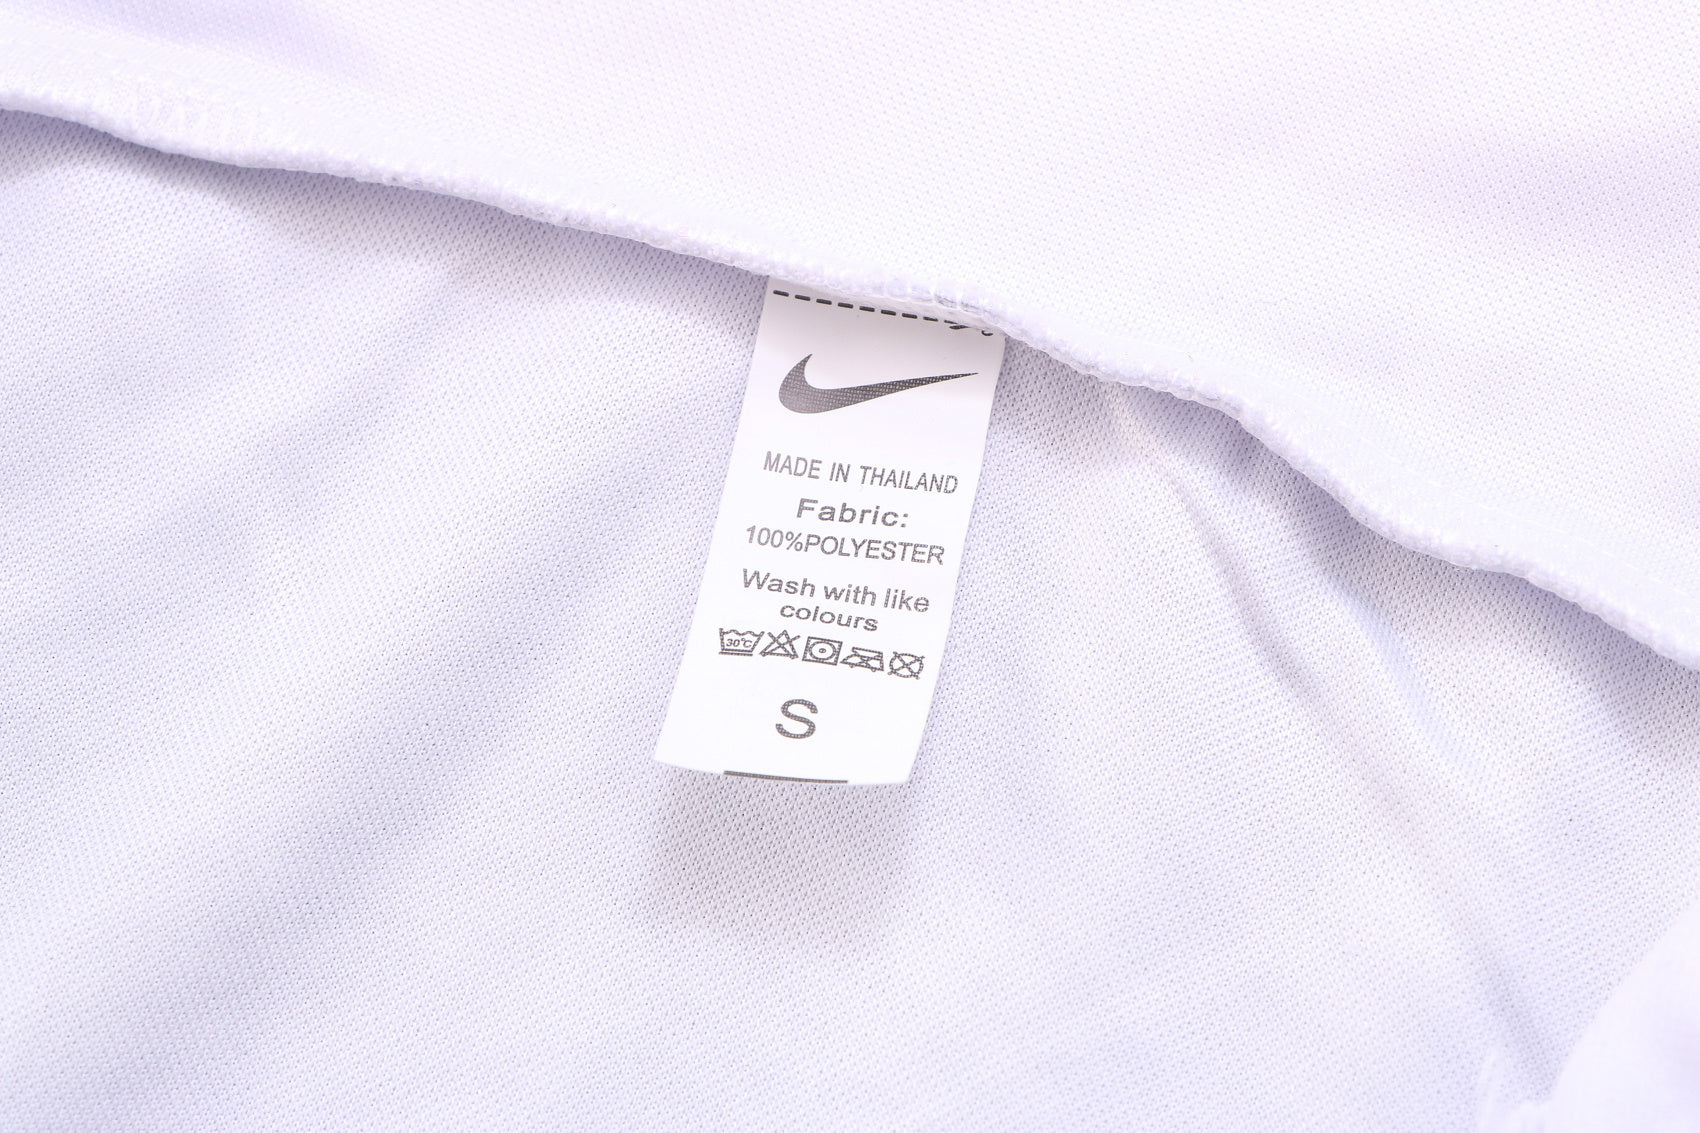 MADE IN THAILAND
Fabric:
100%POLYESTER
Wash with like
colours
30°C
S